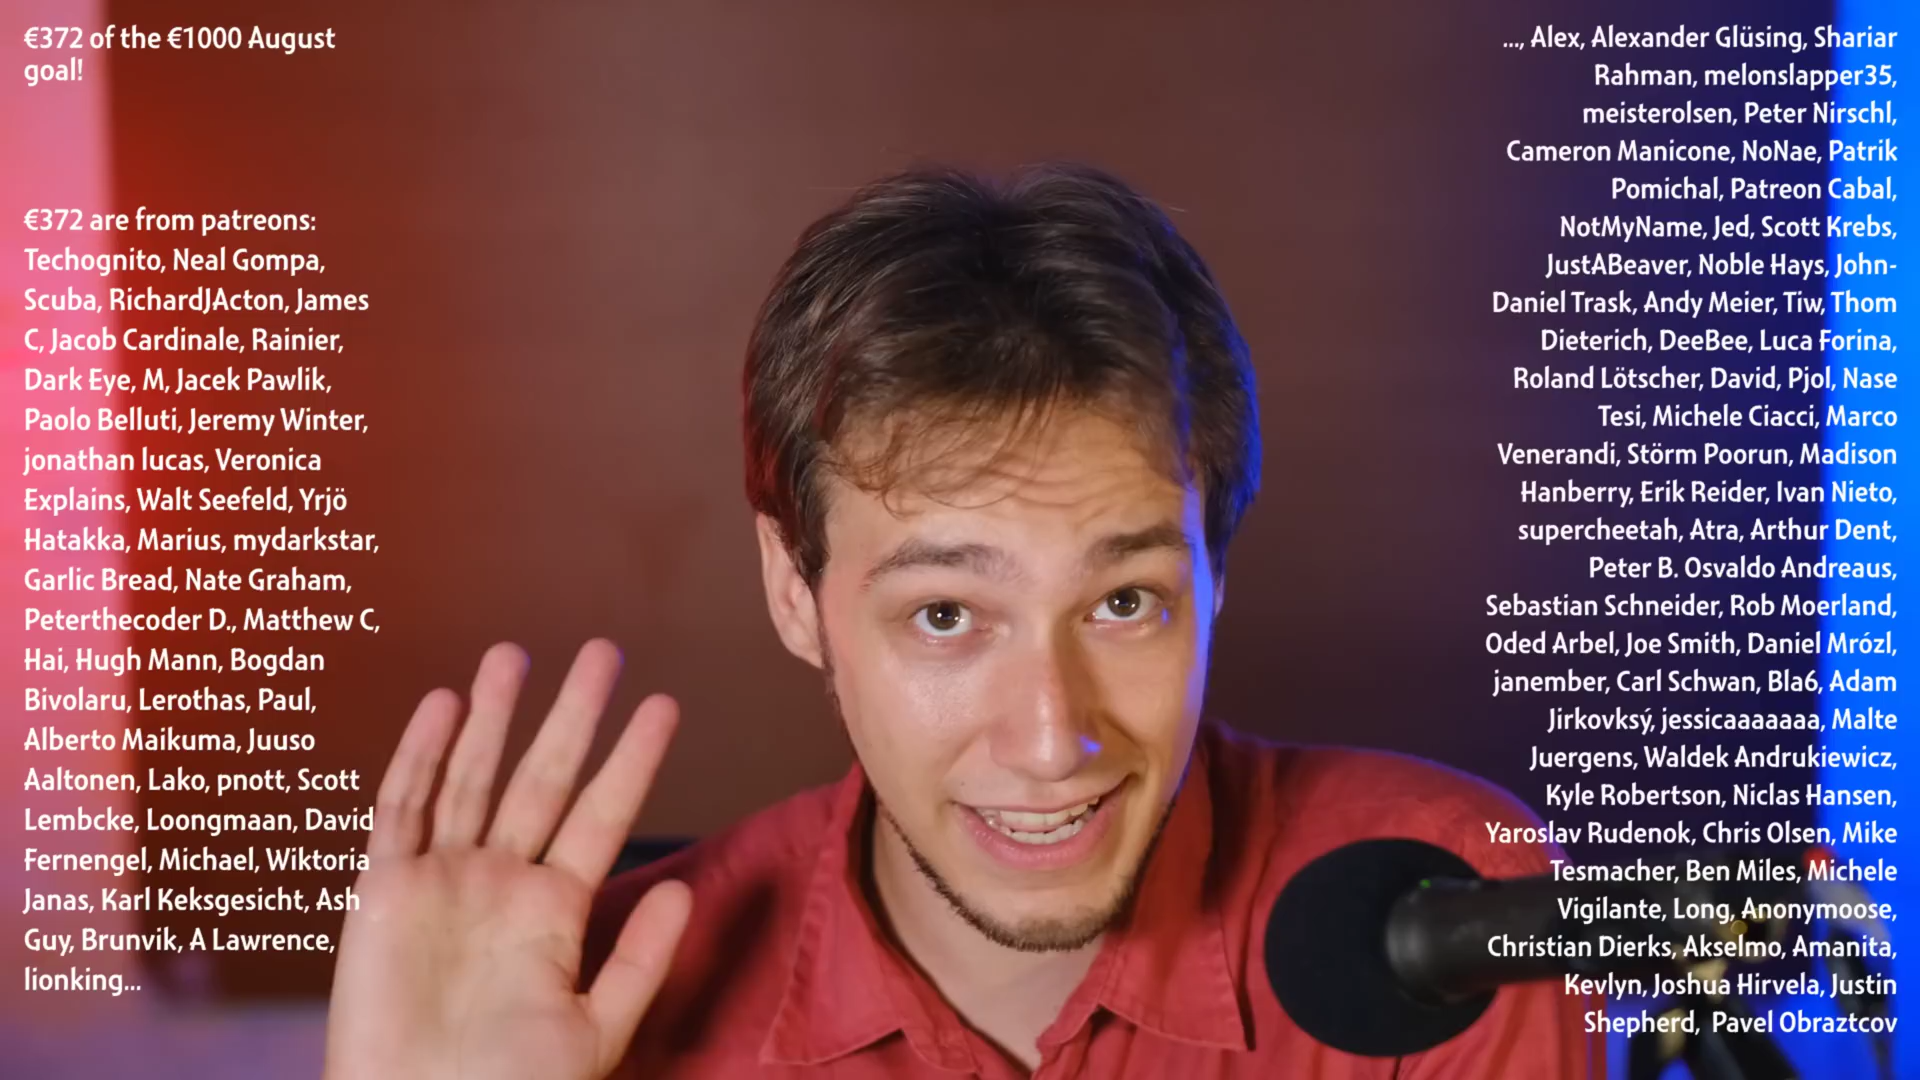 €372 of the €1000 August
goal!
€372 are from patreons:
Techognito, Neal Gompa,
Scuba, RichardJActon, James
C, Jacob Cardinale, Rainier,
Dark Eye, M, Jacek Pawlik,
Paolo Belluti, Jeremy Winter,
jonathan lucas, Veronica
Explains, Walt Seefeld, Yrjö
Hatakka, Marius, mydarkstar,
Garlic Bread, Nate Graham,
Peterthecoder D., Matthew C,
Hai, Hugh Mann, Bogdan
Bivolaru, Lerothas, Paul,
Alberto Maikuma, Juuso
Aaltonen, Lako, pnott, Scott
Lembcke, Loongmaan, David
Fernengel, Michael, Wiktoria
Janas, Karl Keksgesicht, Ash
Guy, Brunvik, A Lawrence,
lionking...
..., Alex, Alexander Glüsing, Shariar
Rahman, melonslapper35,
meisterolsen, Peter Nirschl,
Cameron Manicone, NoNae, Patrik
Pomichal, Patreon Cabal,
NotMyName, Jed, Scott Krebs,
JustABeaver, Noble Hays, John-
Daniel Trask, Andy Meier, Tiw, Thom
Dieterich, DeeBee, Luca Forina,
Roland Lötscher, David, Pjol, Nase
Tesi, Michele Ciacci, Marco
Venerandi, Störm Poorun, Madison
Hanberry, Erik Reider, Ivan Nieto,
supercheetah, Atra, Arthur Dent,
Peter B. Osvaldo Andreaus,
Sebastian Schneider, Rob Moerland,
Oded Arbel, Joe Smith, Daniel Mrózl,
janember, Carl Schwan, Bla6, Adam
Jirkovksý, jessicaaaaaaa, Malte
Juergens, Waldek Andrukiewicz,
Kyle Robertson, Niclas Hansen,
Yaroslav Rudenok, Chris Olsen, Mike
Tesmacher, Ben Miles, Michele
Vigilante, Long, Anonymoose,
Christian Dierks, Akselmo, Amanita,
Kevlyn, Joshua Hirvela, Justin
Shepherd, Pavel Obraztcov